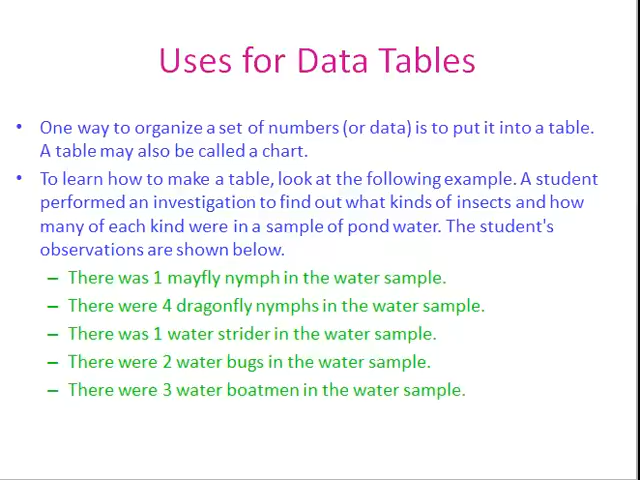 Uses for Data Tables
• One way to organize a set of numbers (or data) is to put it into a table.
A table may also be called a chart.
• To learn how to make a table, look at the following example. A student
performed an investigation to find out what kinds of insects and how
many of each kind were in a sample of pond water. The student's
observations are shown below.
– There was 1 mayfly nymph in the water sample.
– There were 4 dragonfly nymphs in the water sample.
– There was 1 water strider in the water sample.
– There were 2 water bugs in the water sample.
– There were 3 water boatmen in the water sample.